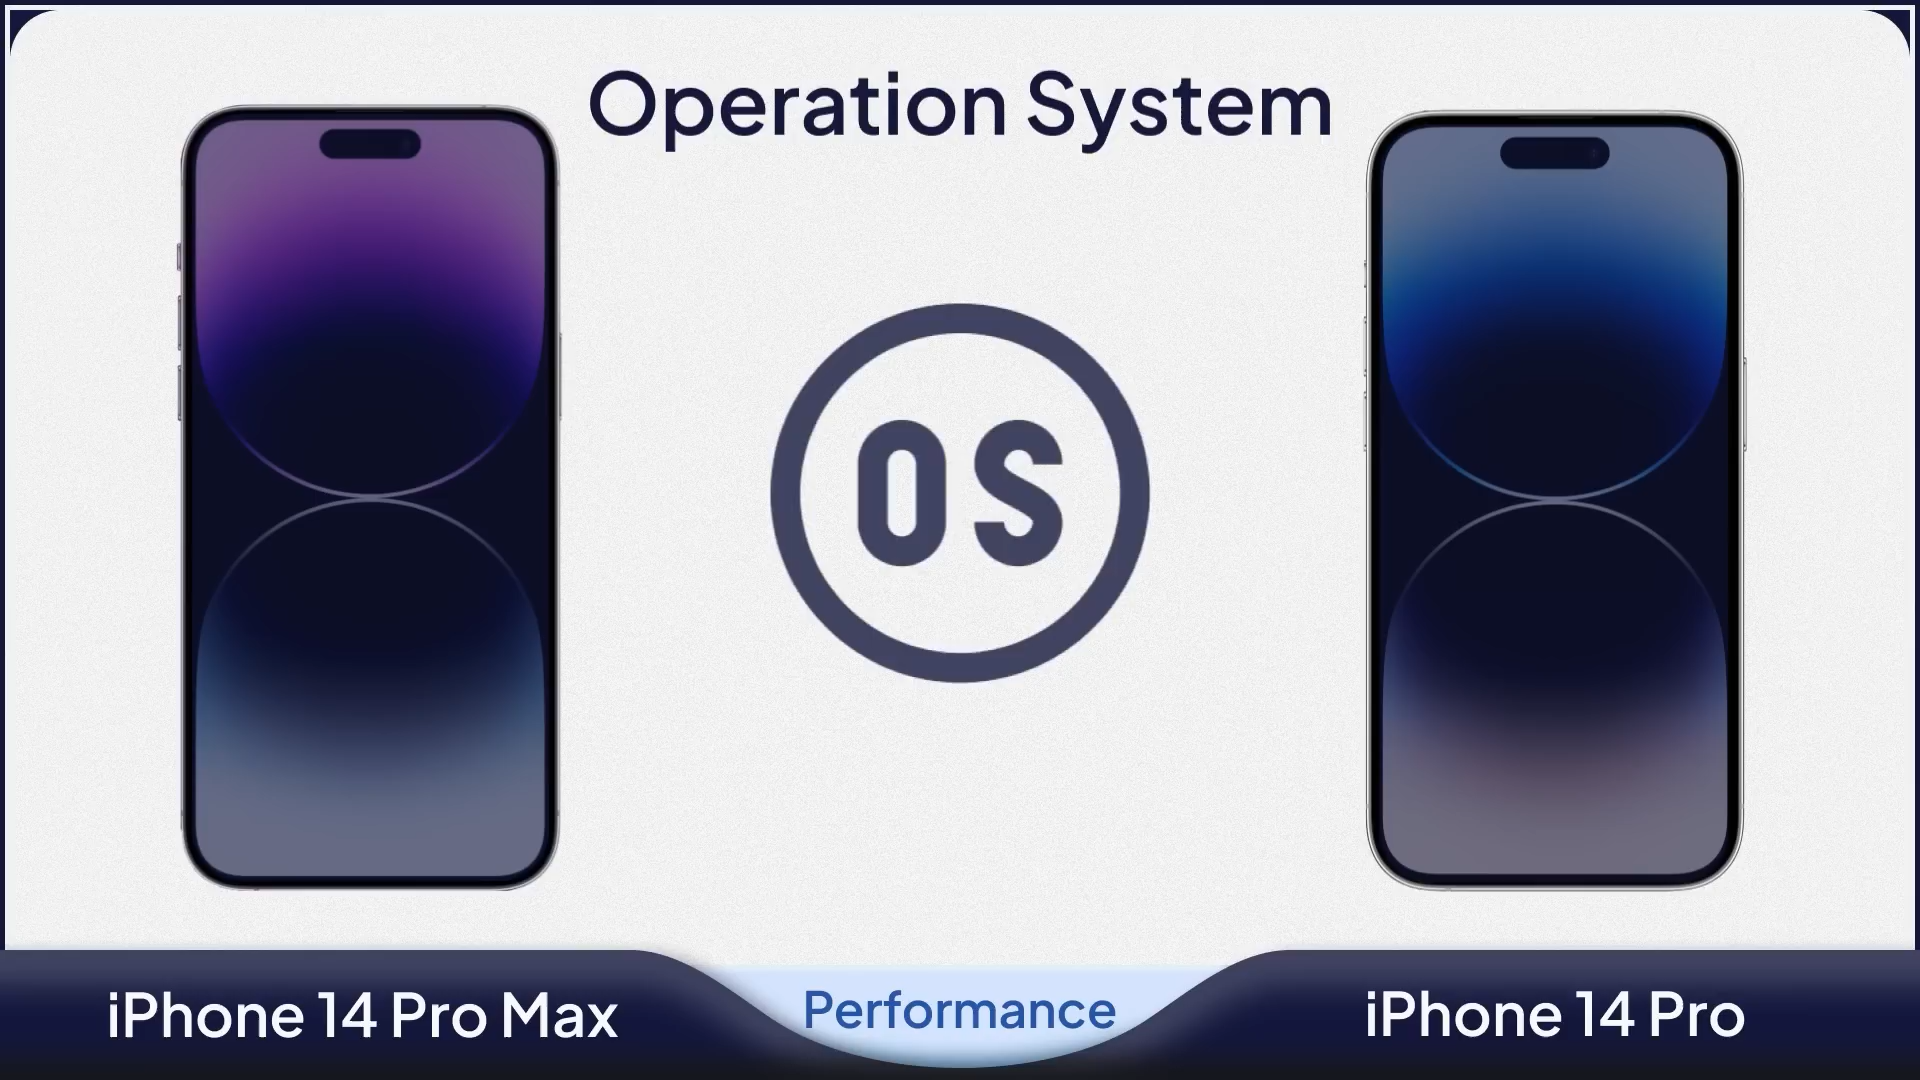 Operation System
OS
iPhone 14 Pro Max
Performance
iPhone 14 Pro